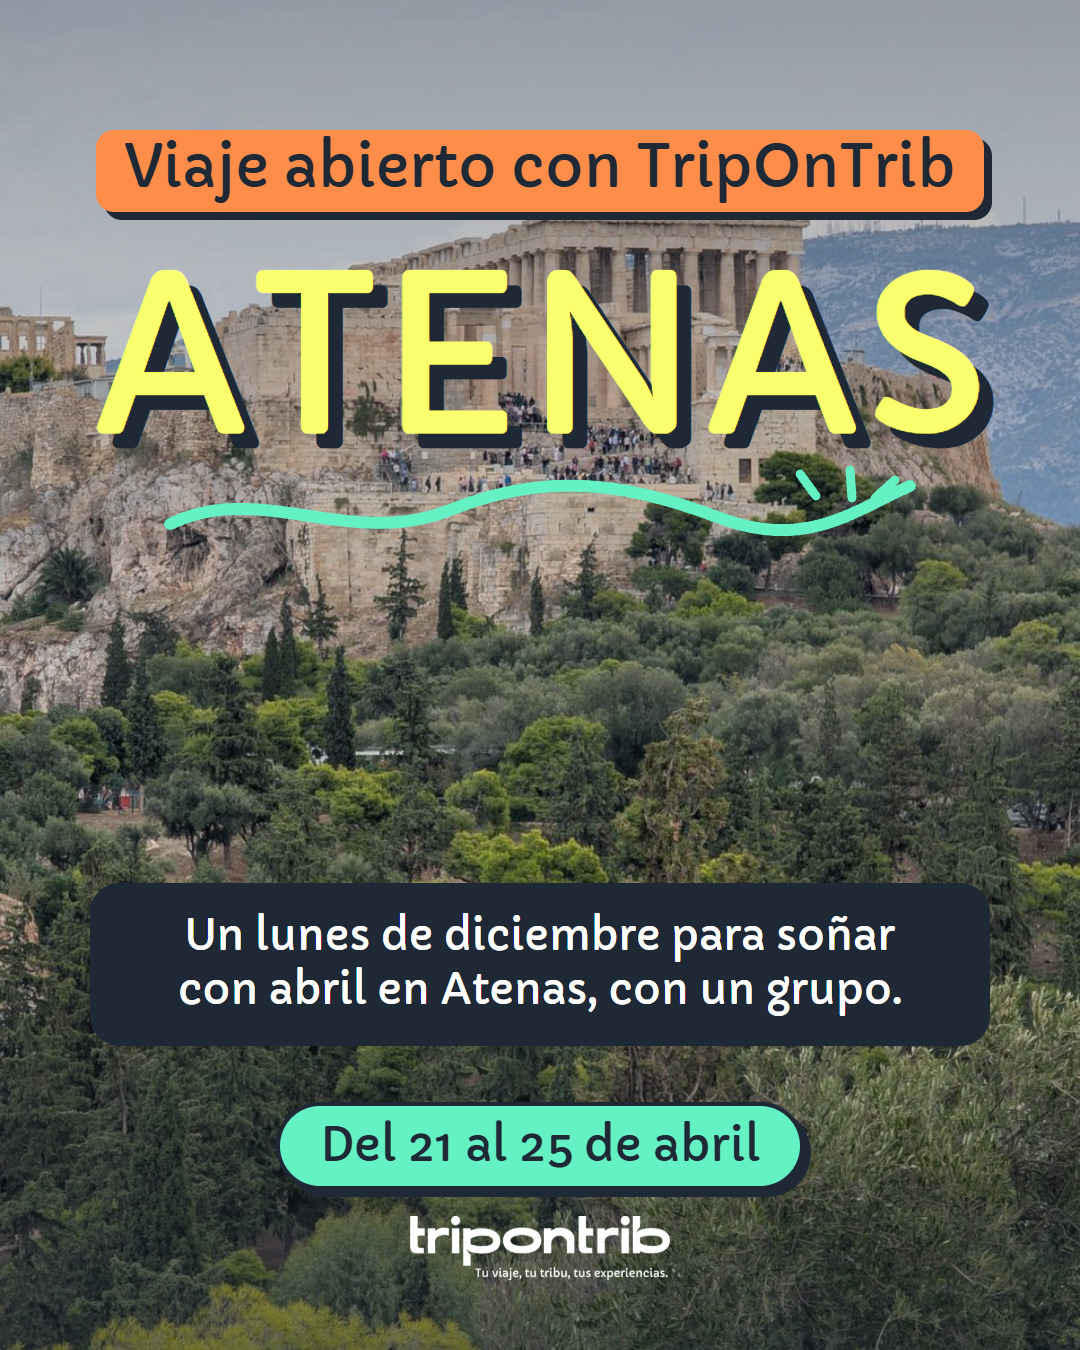 Viaje abierto con TripOnTrib
ATENAS
Un lunes de diciembre para soñar
con abril en Atenas, con un grupo.
Del 21 al 25 de abril
tripontrib
Tu viaje, tu tribu, tus experiencias.